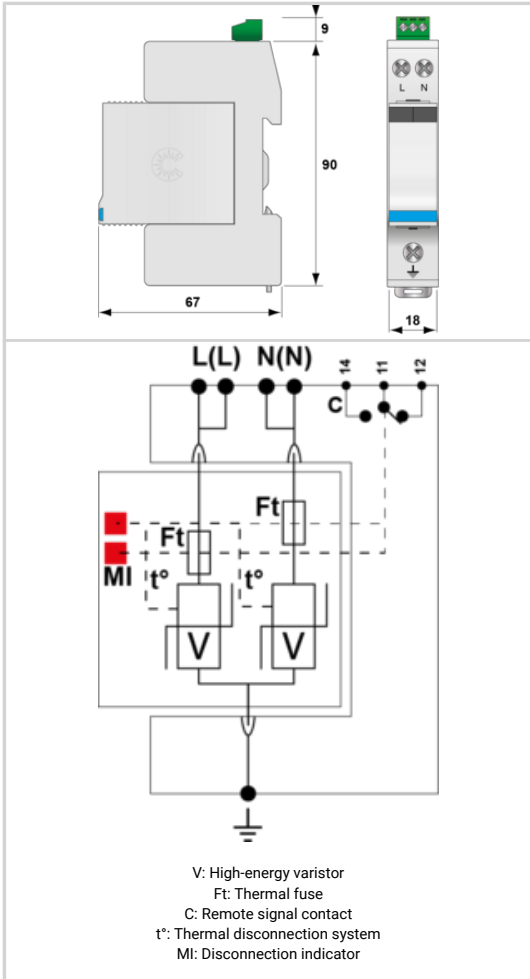 9
L N
90
67
18
L(L) N(N)
14 11 12
C
Ft
Ft
MI t° t°
V V
V: High-energy varistor
Ft: Thermal fuse
C: Remote signal contact
t°: Thermal disconnection system
MI: Disconnection indicator